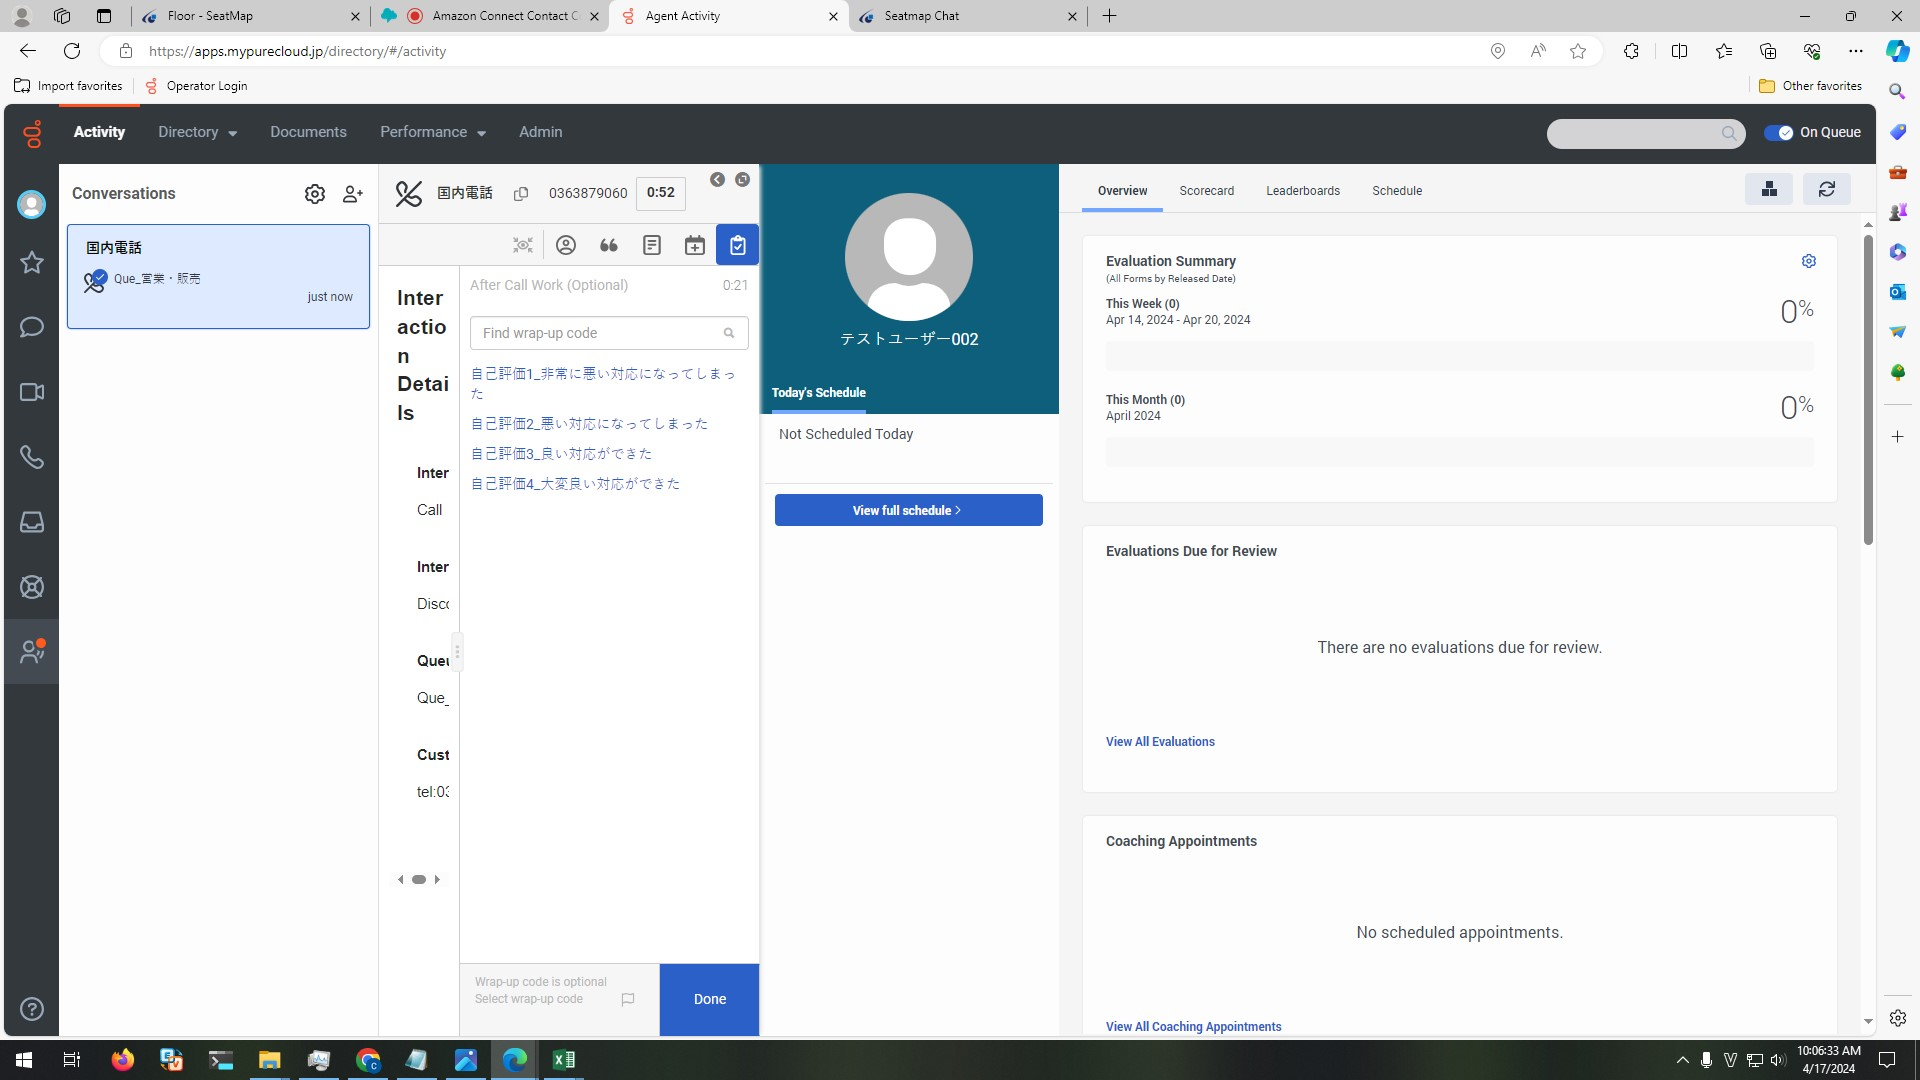 Floor - SeatMap
Amazon Connect Contact C
Agent Activity
Seatmap Chat
https://apps.mypurecloud.jp/directory/#/activity
Import favorites
Operator Login
Other favorites
Activity
Directory
Documents
Performance
Admin
On Queue
Conversations
国内電話
Que_営業・販売
just now
国内電話
0363879060
0:52
Inter
actio
n
Detai
ls
Inter
Call
Inter
Disc
Queu
Que_
Cust
tel:03
After Call Work (Optional)
0:21
Find wrap-up code
自己評価1_非常に悪い対応になってしまっ
た
自己評価2_悪い対応になってしまった
自己評価3_良い対応ができた
自己評価4_大変良い対応ができた
Wrap-up code is optional
Select wrap-up code
Done
テストユーザー002
Today's Schedule
Not Scheduled Today
View full schedule
Overview
Scorecard
Leaderboards
Schedule
Evaluation Summary
(All Forms by Released Date)
This Week (0)
Apr 14, 2024 - Apr 20, 2024
0%
This Month (0)
April 2024
0%
Evaluations Due for Review
There are no evaluations due for review.
View All Evaluations
Coaching Appointments
No scheduled appointments.
View All Coaching Appointments
10:06:33 AM
4/17/2024